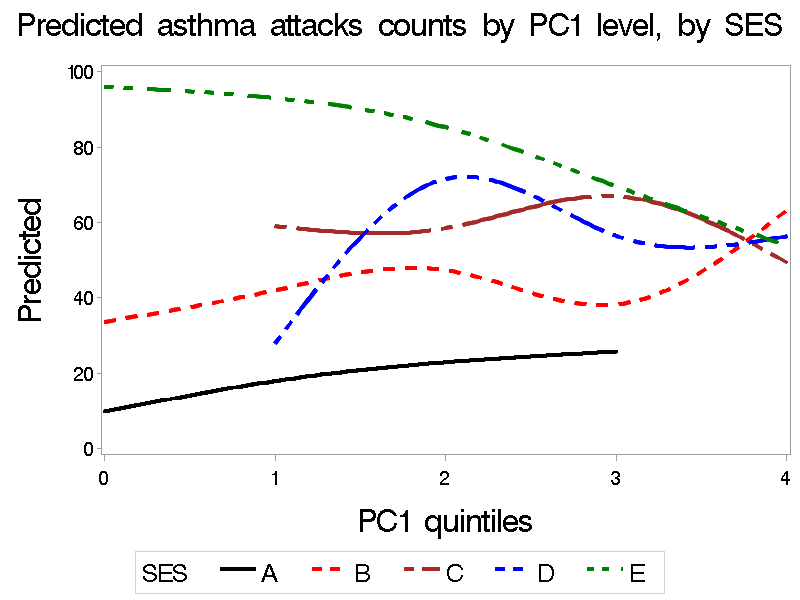 Predicted asthma attacks counts by PC1 level, by SES
100
80
60
40
20
0
Predicted
0 1 2 3 4
PC1 quintiles
SES A B C D E